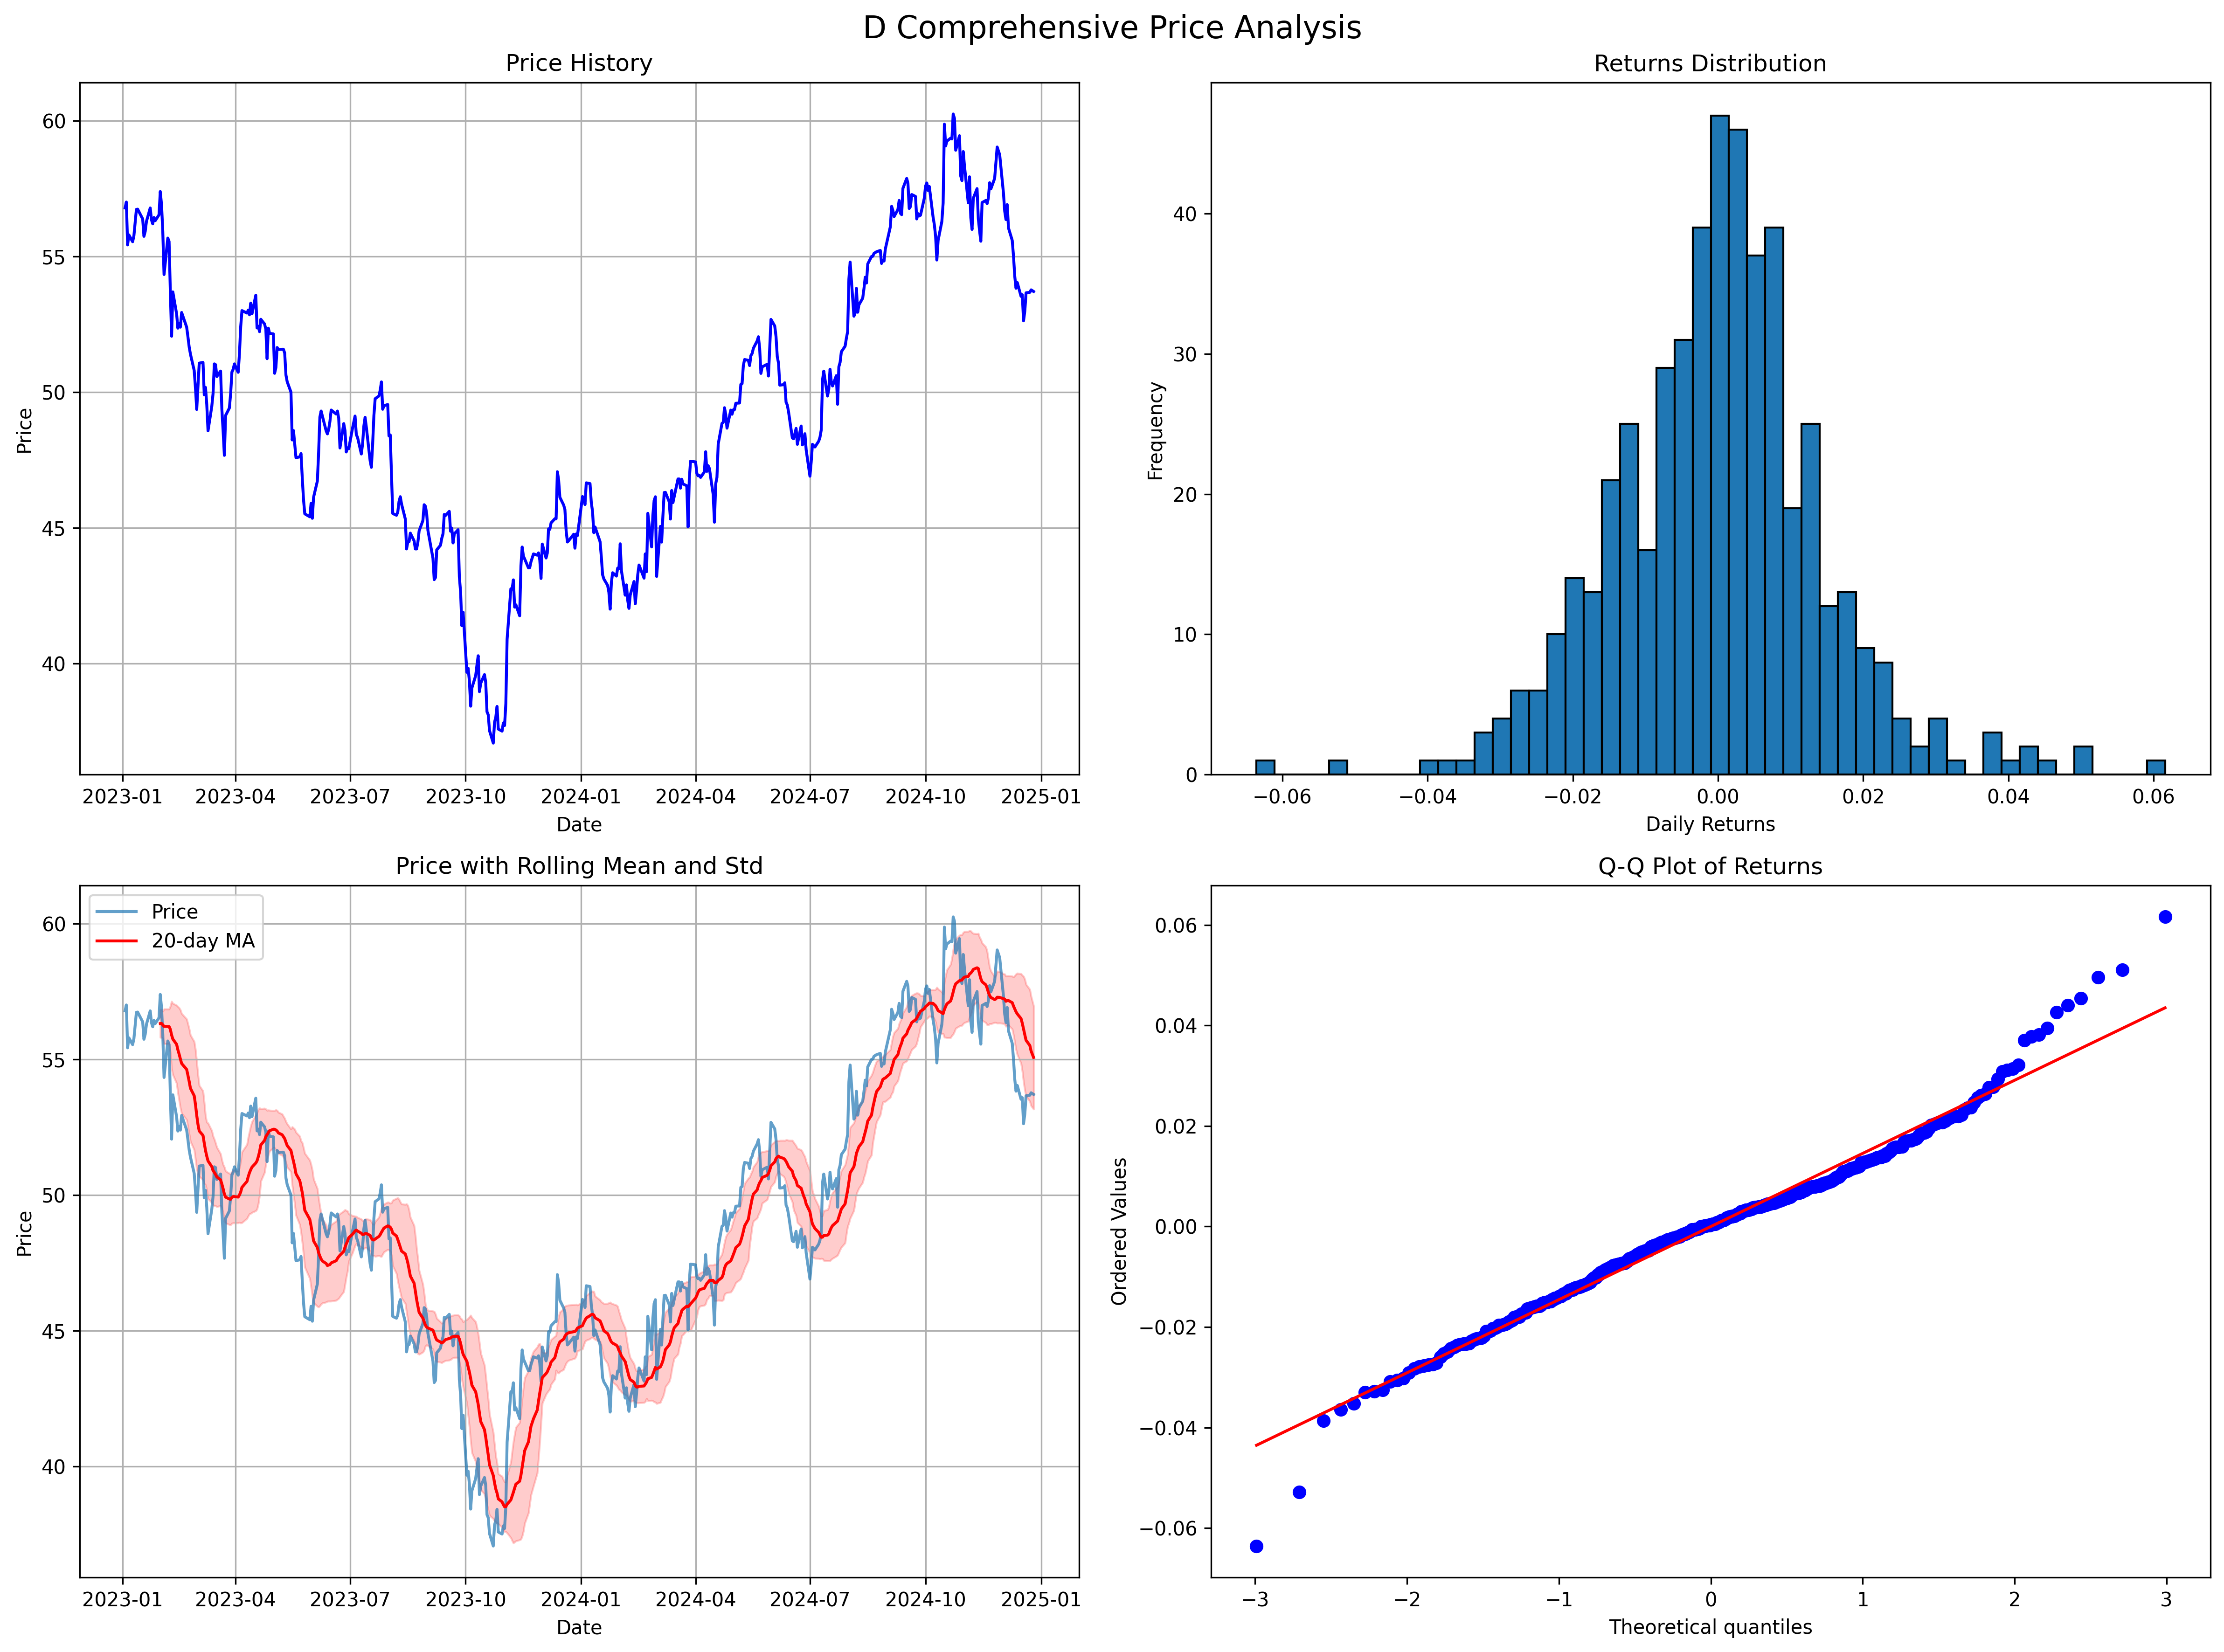 D Comprehensive Price Analysis
Price History
Price
60
55
50
45
40
2023-01 2023-04 2023-07 2023-10 2024-01 2024-04 2024-07 2024-10 2025-01
Date
Returns Distribution
Frequency
40
30
20
10
0
−0.06 −0.04 −0.02 0.00 0.02 0.04 0.06
Daily Returns
Price with Rolling Mean and Std
Price
20-day MA
Price
60
55
50
45
40
2023-01 2023-04 2023-07 2023-10 2024-01 2024-04 2024-07 2024-10 2025-01
Date
Q-Q Plot of Returns
Ordered Values
0.06
0.04
0.02
0.00
−0.02
−0.04
−0.06
−3 −2 −1 0 1 2 3
Theoretical quantiles